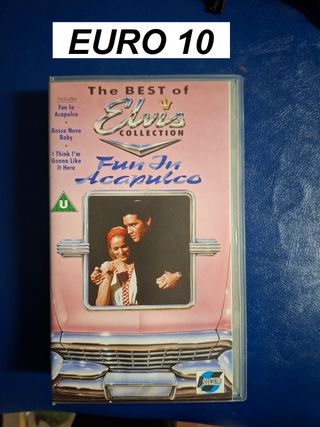 EURO 10
The BEST of
Elvis
COLLECTION
Includes
Fun In
Acapulco
•
Bossa Nova
Baby
•
I Think I'm
Gonna Like
It Here
Fun In
Acapulco
U